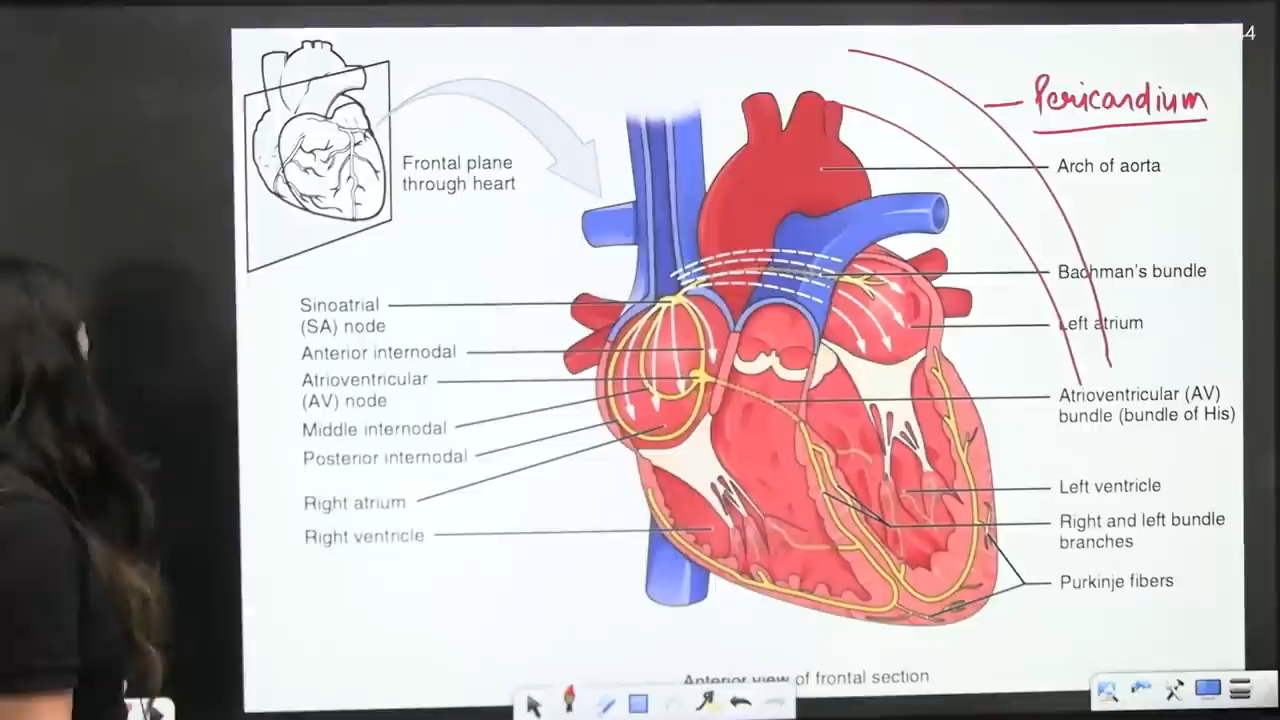 4
Pericardium
Frontal plane
through heart
Arch of aorta
Bachman's bundle
Sinoatrial
(SA) node
Left atrium
Anterior internodal
Atrioventricular
(AV) node
Atrioventricular (AV)
bundle (bundle of His)
Middle internodal
Posterior internodal
Right atrium
Left ventricle
Right ventricle
Right and left bundle
branches
Purkinje fibers
Anterior view of frontal section